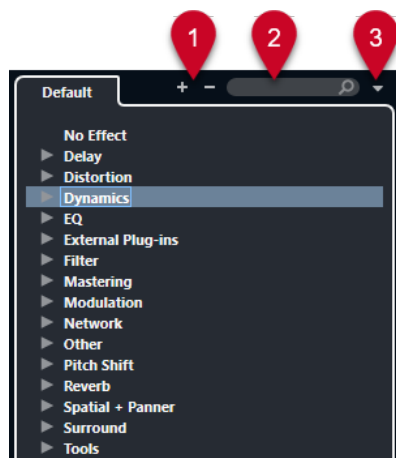 1 2 3
Default + −
No Effect
Delay
Distortion
Dynamics
EQ
External Plug-ins
Filter
Mastering
Modulation
Network
Other
Pitch Shift
Reverb
Spatial + Panner
Surround
Tools